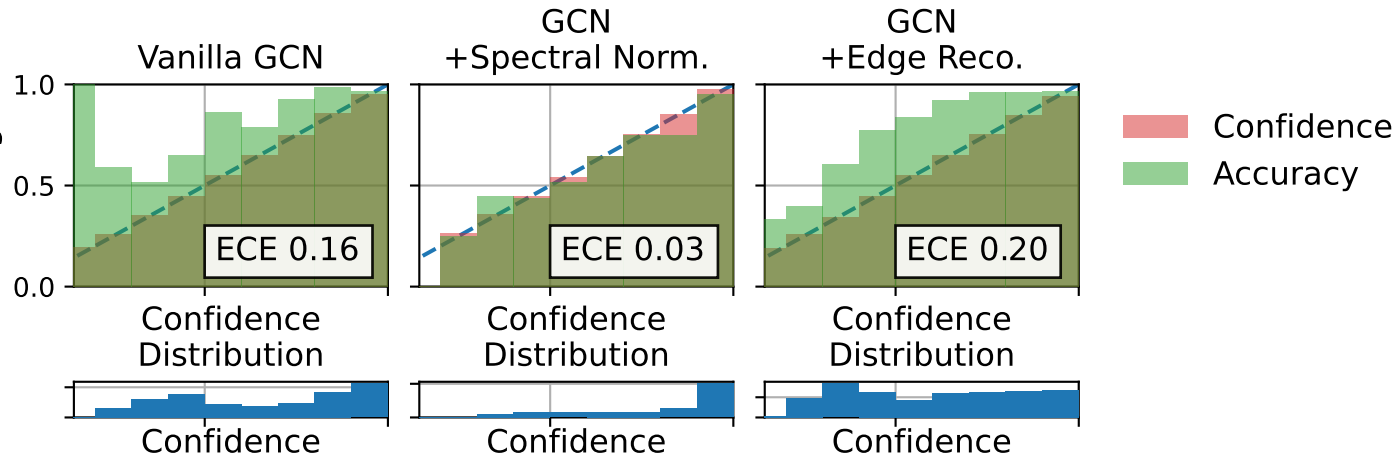 Vanilla GCN
GCN
+Spectral Norm.
GCN
+Edge Reco.
1.0
0.5
0.0
ECE 0.16
ECE 0.03
ECE 0.20
Confidence
Accuracy
Confidence
Distribution
Confidence
Distribution
Confidence
Distribution
Confidence
Confidence
Confidence